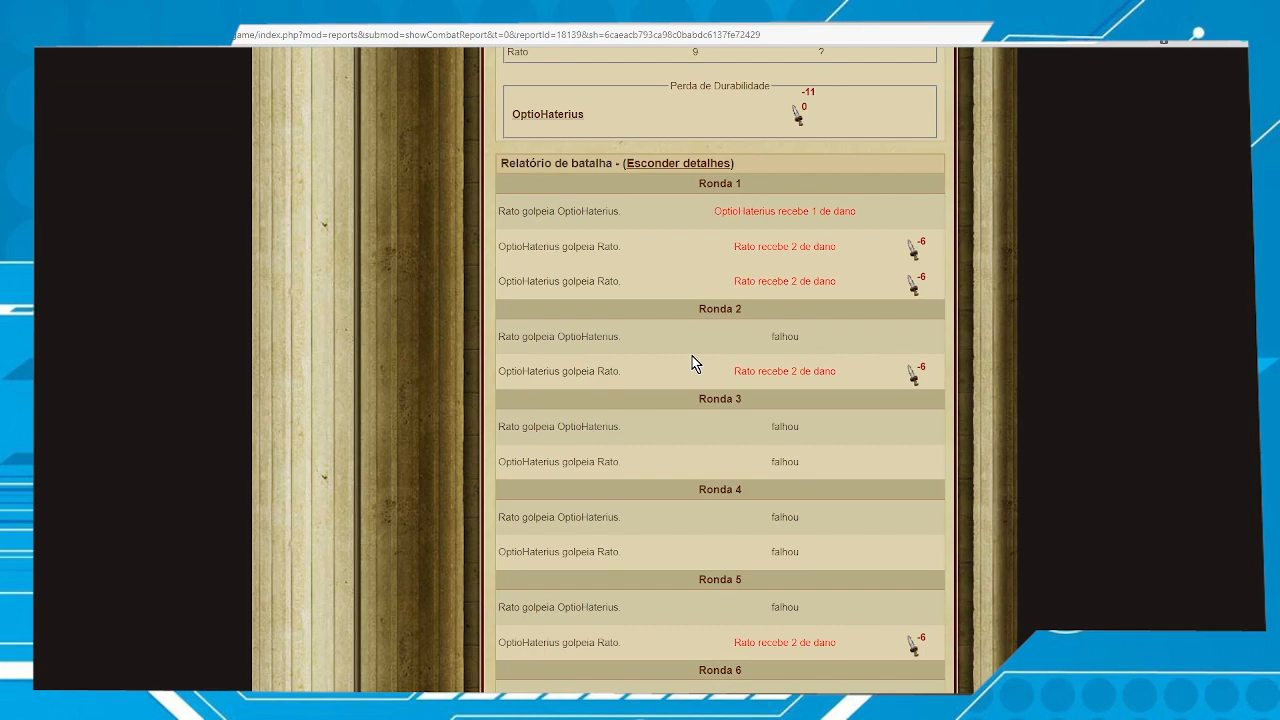 game/index.php?mod=reports&submod=showCombatReport&t=0&reportId=18139&sh=6caeacb793ca98c0babdc6137fe72429
Rato 9 ?
Perda de Durabilidade
-11
0
OptioHaterius
Relatório de batalha - (Esconder detalhes)
Ronda 1
Rato golpeia OptioHaterius. OptioHaterius recebe 1 de dano
OptioHaterius golpeia Rato. Rato recebe 2 de dano -6
OptioHaterius golpeia Rato. Rato recebe 2 de dano -6
Ronda 2
Rato golpeia OptioHaterius. falhou
OptioHaterius golpeia Rato. Rato recebe 2 de dano -6
Ronda 3
Rato golpeia OptioHaterius. falhou
OptioHaterius golpeia Rato. falhou
Ronda 4
Rato golpeia OptioHaterius. falhou
OptioHaterius golpeia Rato. falhou
Ronda 5
Rato golpeia OptioHaterius. falhou
OptioHaterius golpeia Rato. Rato recebe 2 de dano -6
Ronda 6